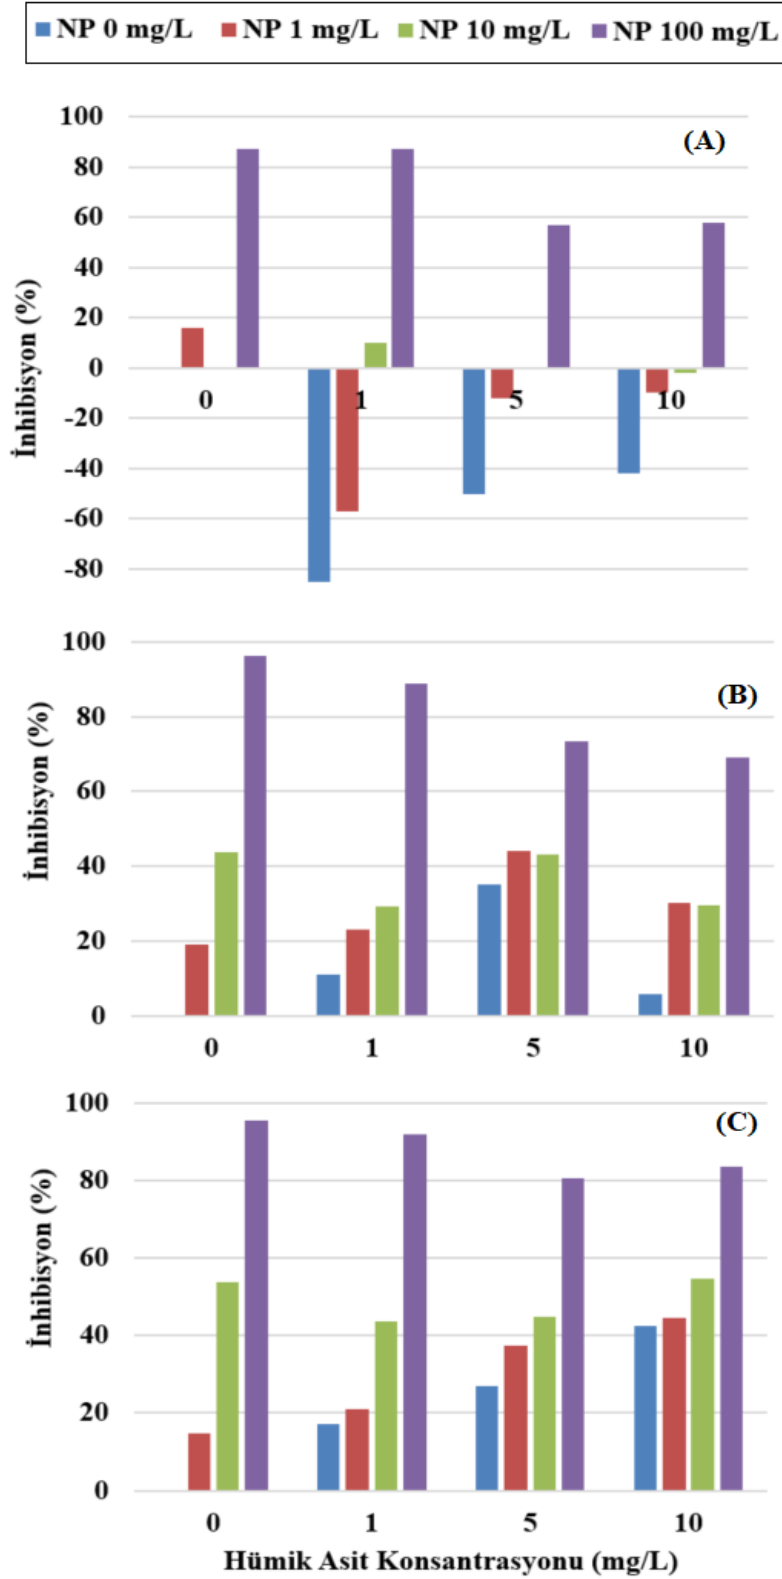 NP 0 mg/L NP 1 mg/L NP 10 mg/L NP 100 mg/L
(A)
İnhibisyon (%)
100
80
60
40
20
0
-20
-40
-60
-80
0 1 5 10
(B)
İnhibisyon (%)
100
80
60
40
20
0
0 1 5 10
(C)
İnhibisyon (%)
100
80
60
40
20
0
0 1 5 10
Hümik Asit Konsantrasyonu (mg/L)